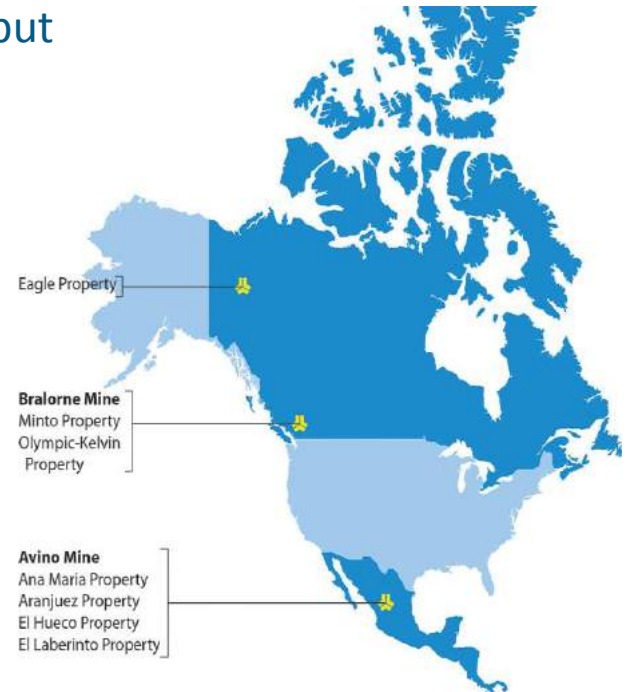 put
Eagle Property
Bralorne Mine
Minto Property
Olympic-Kelvin
Property
Avino Mine
Ana Maria Property
Aranjuez Property
El Hueco Property
El Laberinto Property